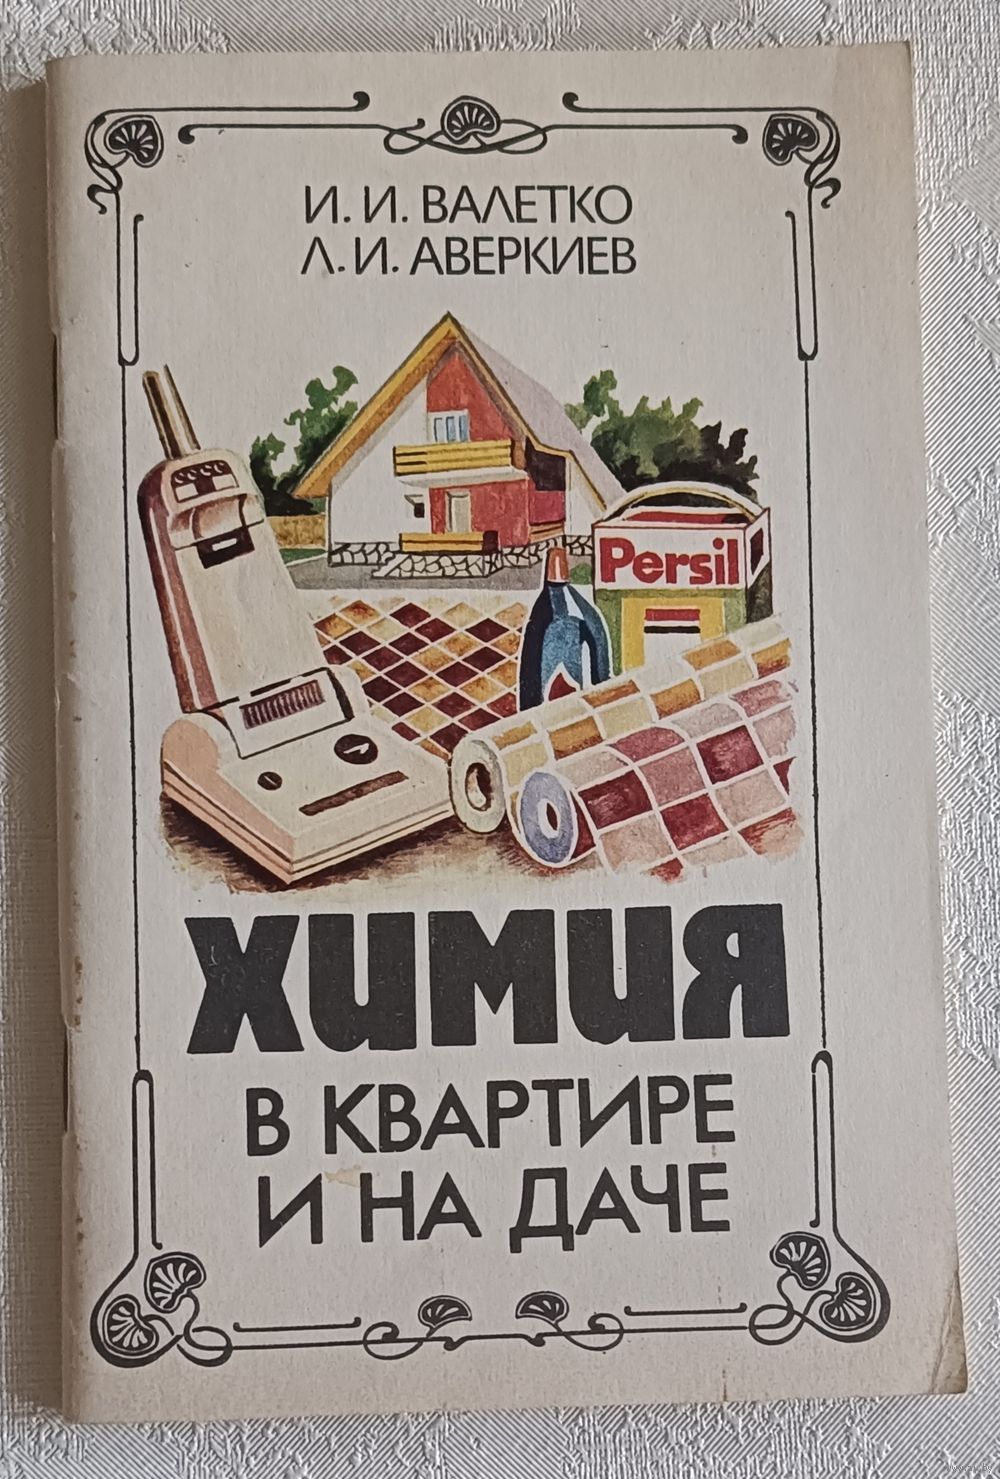 И. И. ВАЛЕТКО
Л. И. АВЕРКИЕВ
Persil
ХИМИЯ
В КВАРТИРЕ
И НА ДАЧЕ